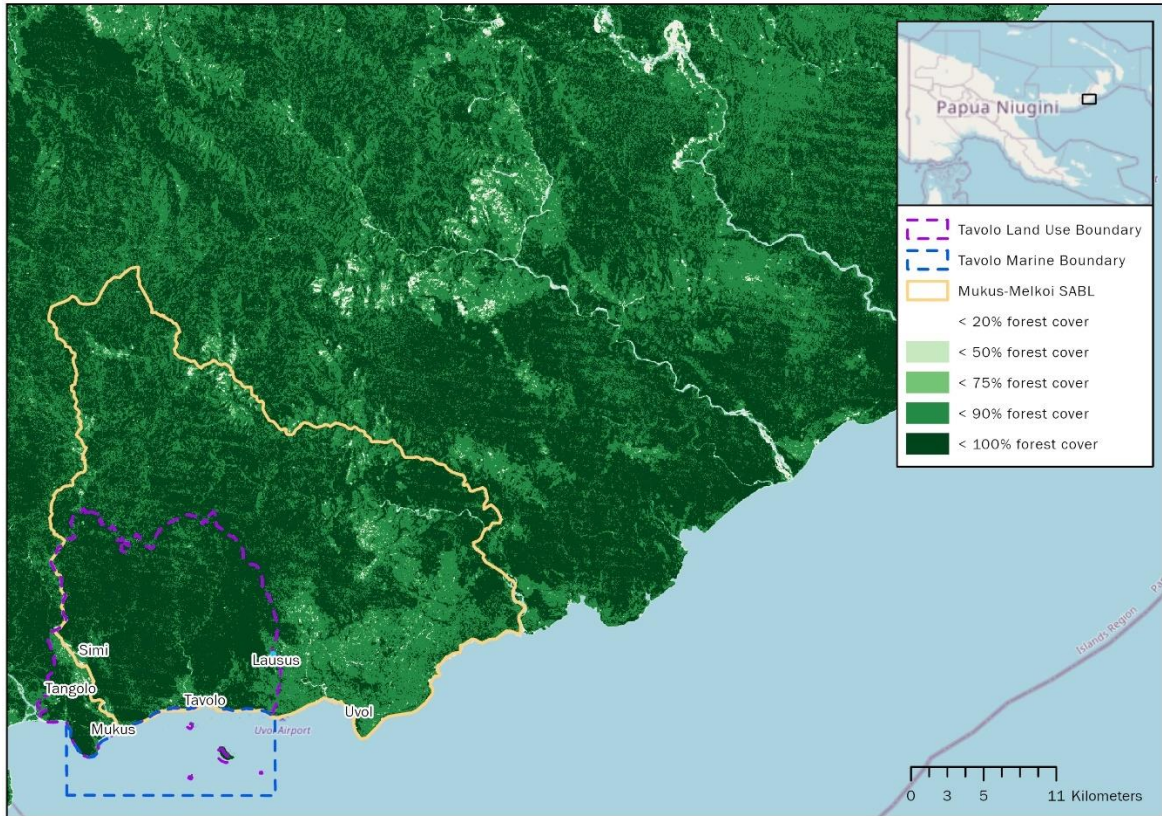 Papua Niugini
Tavolo Land Use Boundary
Tavolo Marine Boundary
Mukus-Melkoi SABL
< 20% forest cover
< 50% forest cover
< 75% forest cover
< 90% forest cover
< 100% forest cover
Islands Region
Simi
Lausus
Tangolo
Tavolo
Uvol
Mukus
Uvol Airport
0 3 5 11 Kilometers